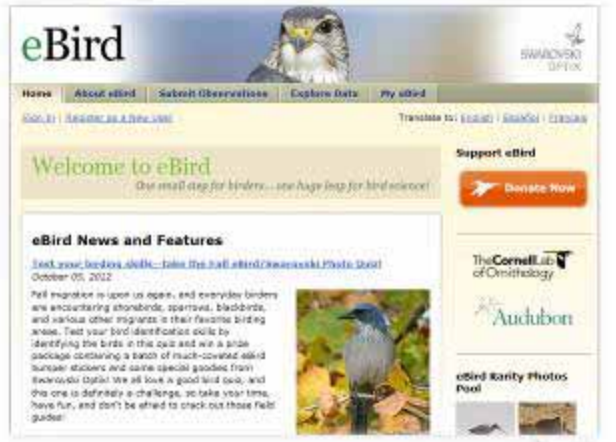 eBird
SWAROVSKI
OPTIK
Home About eBird Submit Observations Explore Data My eBird
Sign In | Register as a New User Translate to: English | Español | Français
Welcome to eBird
One small step for birders... one huge leap for bird science!
Support eBird
Donate Now
eBird News and Features
Test your birding skills--take the Fall eBird/Swarovski Photo Quiz!
October 05, 2012
Fall migration is upon us again, and everyday birders
are encountering shorebirds, sparrows, blackbirds,
and various other migrants in their favorite birding
areas. Test your bird identification skills by
identifying the birds in this quiz and win a prize
package containing a batch of much-coveted eBird
bumper stickers and some special goodies from
Swarovski Optik! We all love a good bird quiz, and
this one is definitely a challenge, so take your time,
have fun, and don't be afraid to crack out those field
guides!
TheCornellLab
of Ornithology
Audubon
eBird Rarity Photos
Pool